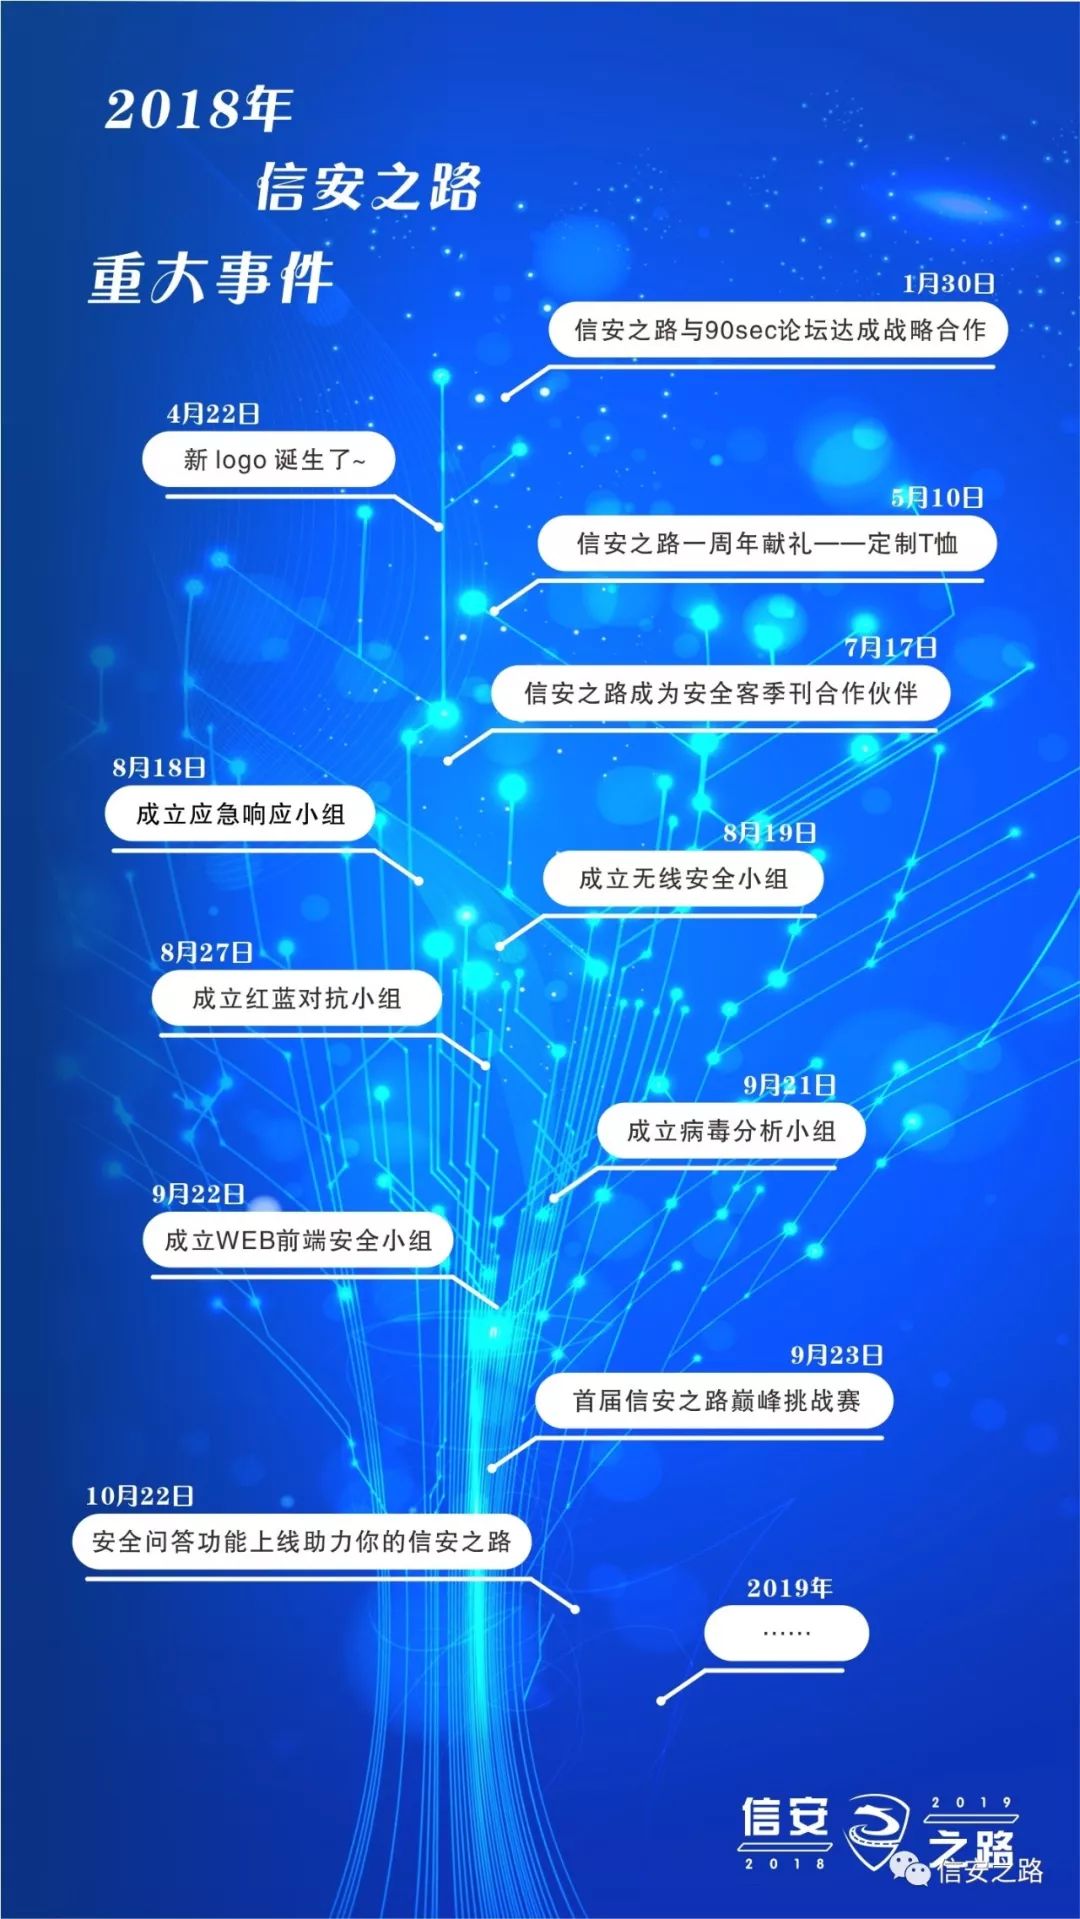 2018年
信安之路
重大事件
1月30日
信安之路与90sec论坛达成战略合作
4月22日
新 logo 诞生了~
5月10日
信安之路一周年献礼——定制T恤
7月17日
信安之路成为安全客季刊合作伙伴
8月18日
成立应急响应小组
8月19日
成立无线安全小组
8月27日
成立红蓝对抗小组
9月21日
成立病毒分析小组
9月22日
成立WEB前端安全小组
9月23日
首届信安之路巅峰挑战赛
10月22日
安全问答功能上线助力你的信安之路
2019年
······
信安
2018
2019
之路
信安之路